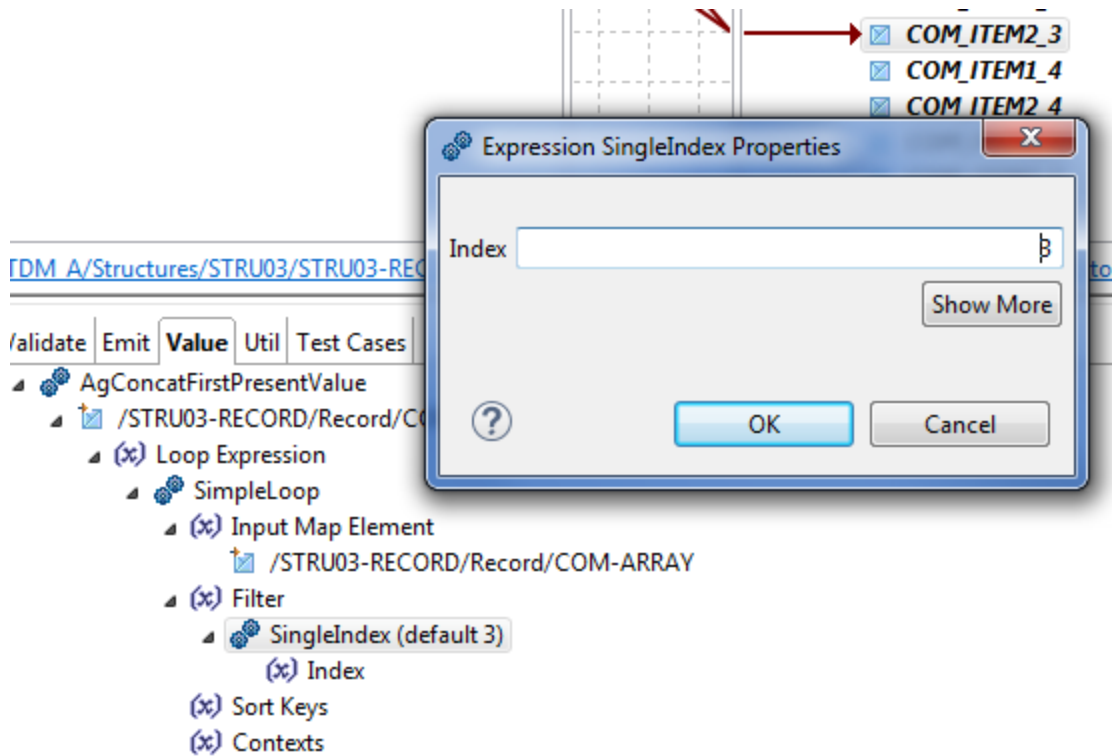 COM_ITEM2_3
COM_ITEM1_4
COM_ITEM2_4
Expression SingleIndex Properties
Index 3
Show More
OK Cancel
TDM_A/Structures/STRU03/STRU03-REC
Validate Emit Value Util Test Cases
AgConcatFirstPresentValue
/STRU03-RECORD/Record/CO
(x) Loop Expression
SimpleLoop
(x) Input Map Element
/STRU03-RECORD/Record/COM-ARRAY
(x) Filter
SingleIndex (default 3)
(x) Index
(x) Sort Keys
(x) Contexts